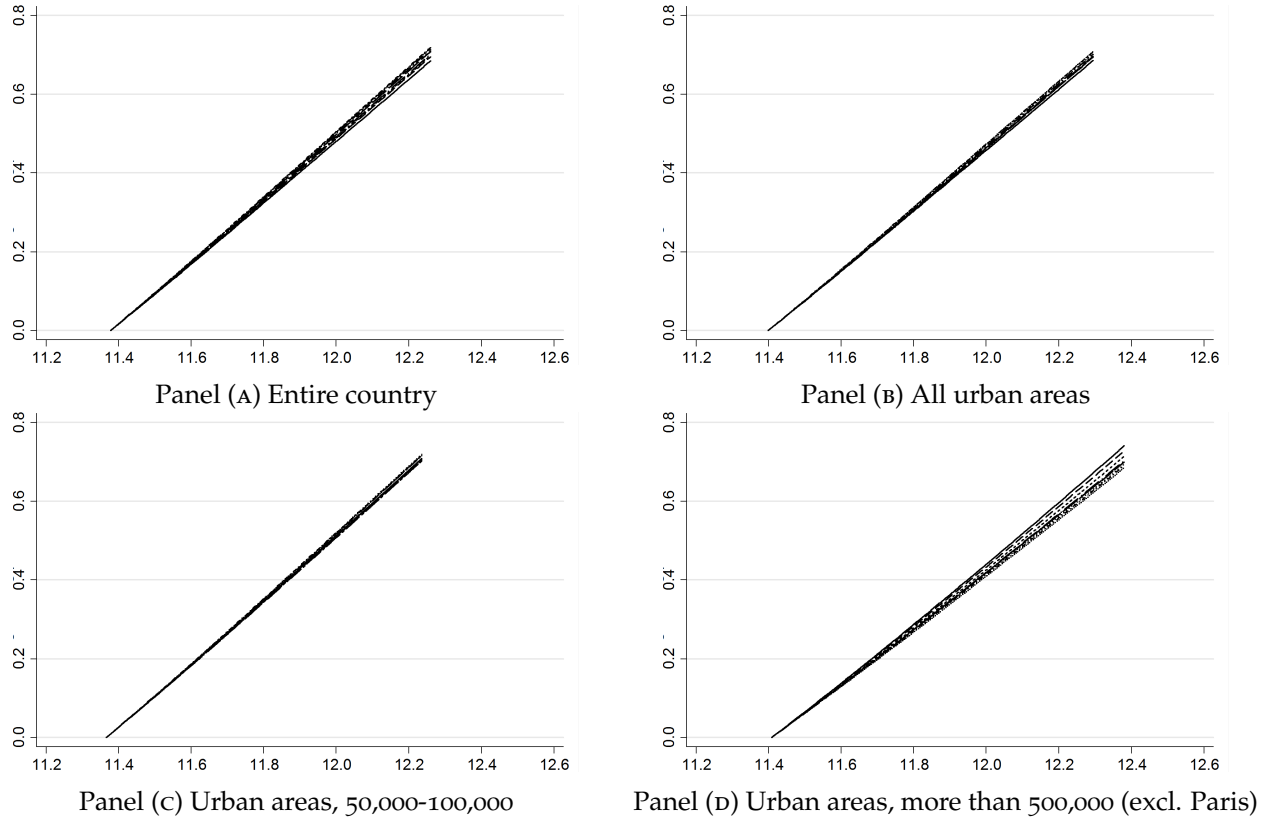 0.8 0.8
0.6 0.6
0.4 0.4
0.2 0.2
0.0 0.0
11.2 11.4 11.6 11.8 12.0 12.2 12.4 12.6 11.2 11.4 11.6 11.8 12.0 12.2 12.4 12.6
Panel (ᴀ) Entire country Panel (ʙ) All urban areas
0.8 0.8
0.6 0.6
0.4 0.4
0.2 0.2
0.0 0.0
11.2 11.4 11.6 11.8 12.0 12.2 12.4 12.6 11.2 11.4 11.6 11.8 12.0 12.2 12.4 12.6
Panel (ᴄ) Urban areas, 50,000-100,000 Panel (ᴅ) Urban areas, more than 500,000 (excl. Paris)